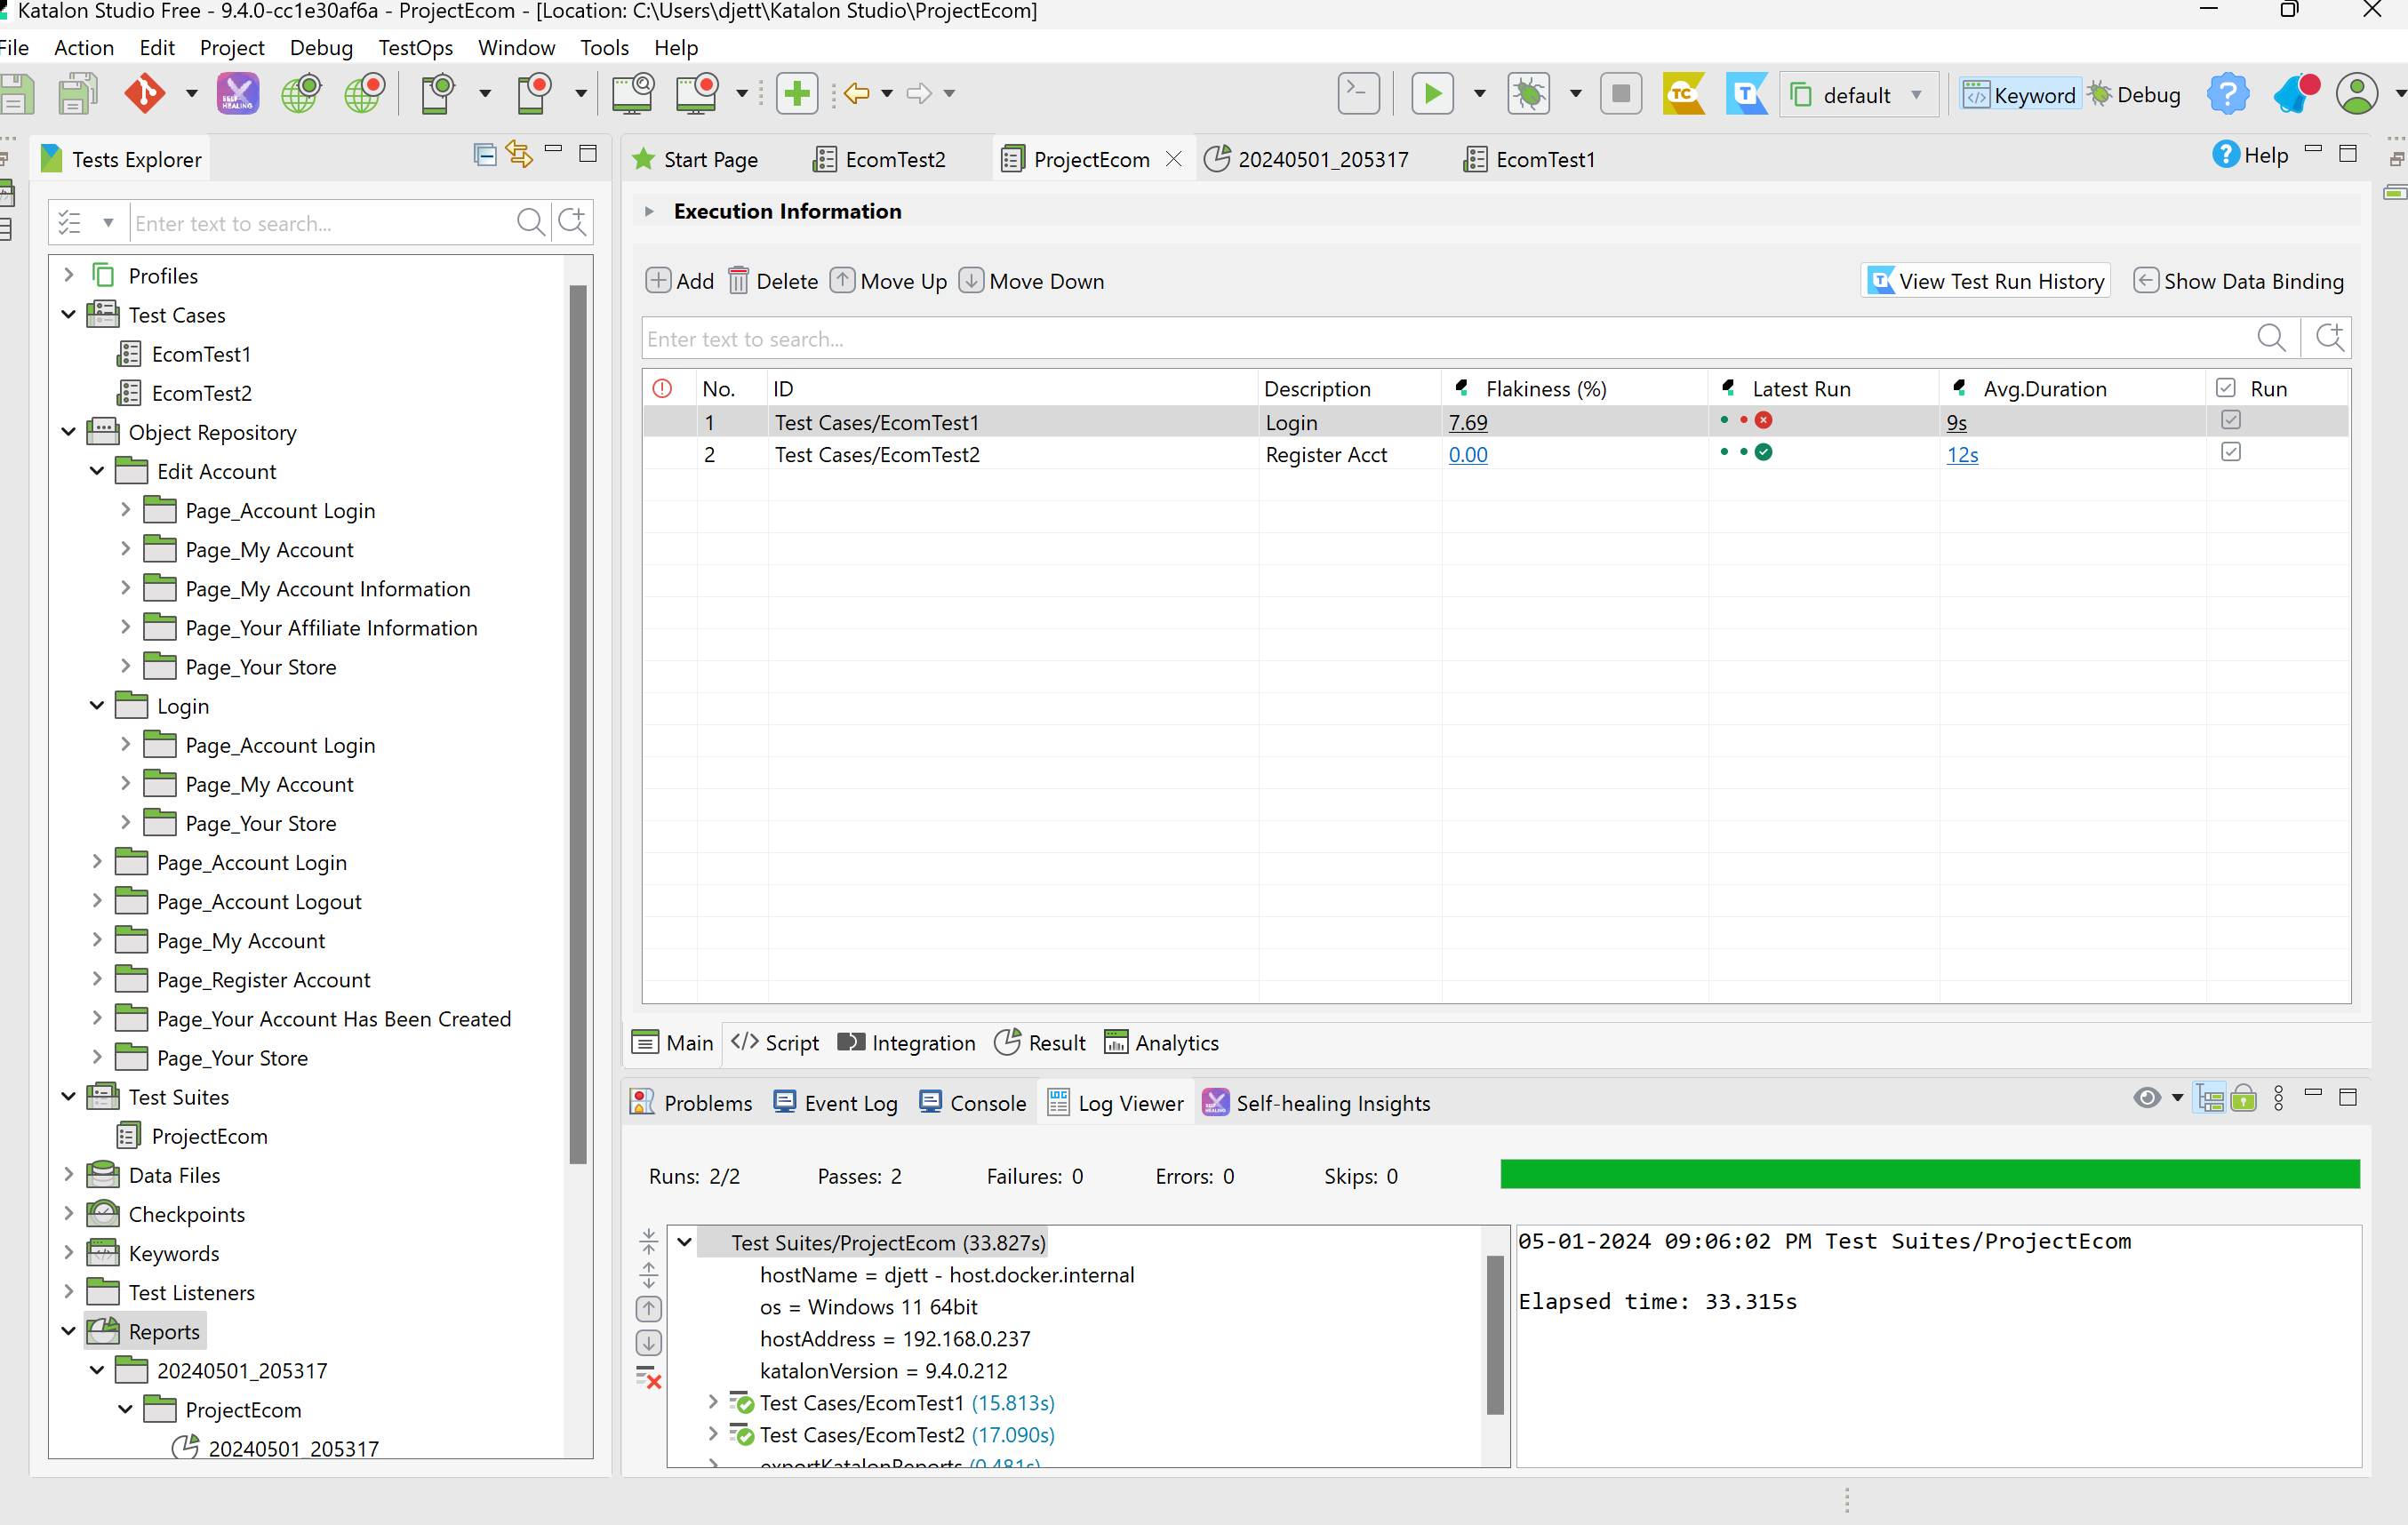 Katalon Studio Free - 9.4.0-cc1e30af6a - ProjectEcom - [Location: C:\Users\djett\Katalon Studio\ProjectEcom]
File Action Edit Project Debug TestOps Window Tools Help
SELF HEALING TC T default Keyword Debug ?
Tests Explorer
Enter text to search...
Profiles
Test Cases
EcomTest1
EcomTest2
Object Repository
Edit Account
Page_Account Login
Page_My Account
Page_My Account Information
Page_Your Affiliate Information
Page_Your Store
Login
Page_Account Login
Page_My Account
Page_Your Store
Page_Account Login
Page_Account Logout
Page_My Account
Page_Register Account
Page_Your Account Has Been Created
Page_Your Store
Test Suites
ProjectEcom
Data Files
Checkpoints
Keywords
Test Listeners
Reports
20240501_205317
ProjectEcom
20240501_205317
Start Page EcomTest2 ProjectEcom 20240501_205317 EcomTest1 Help
Execution Information
Add Delete Move Up Move Down View Test Run History Show Data Binding
Enter text to search...
No. ID Description Flakiness (%) Latest Run Avg.Duration Run
1 Test Cases/EcomTest1 Login 7.69 9s
2 Test Cases/EcomTest2 Register Acct 0.00 12s
Main Script Integration Result Analytics
Problems Event Log Console Log Viewer Self-healing Insights
Runs: 2/2 Passes: 2 Failures: 0 Errors: 0 Skips: 0
Test Suites/ProjectEcom (33.827s)
hostName = djett - host.docker.internal
os = Windows 11 64bit
hostAddress = 192.168.0.237
katalonVersion = 9.4.0.212
Test Cases/EcomTest1 (15.813s)
Test Cases/EcomTest2 (17.090s)
exportKatalonReports (0.481s)
05-01-2024 09:06:02 PM Test Suites/ProjectEcom
Elapsed time: 33.315s